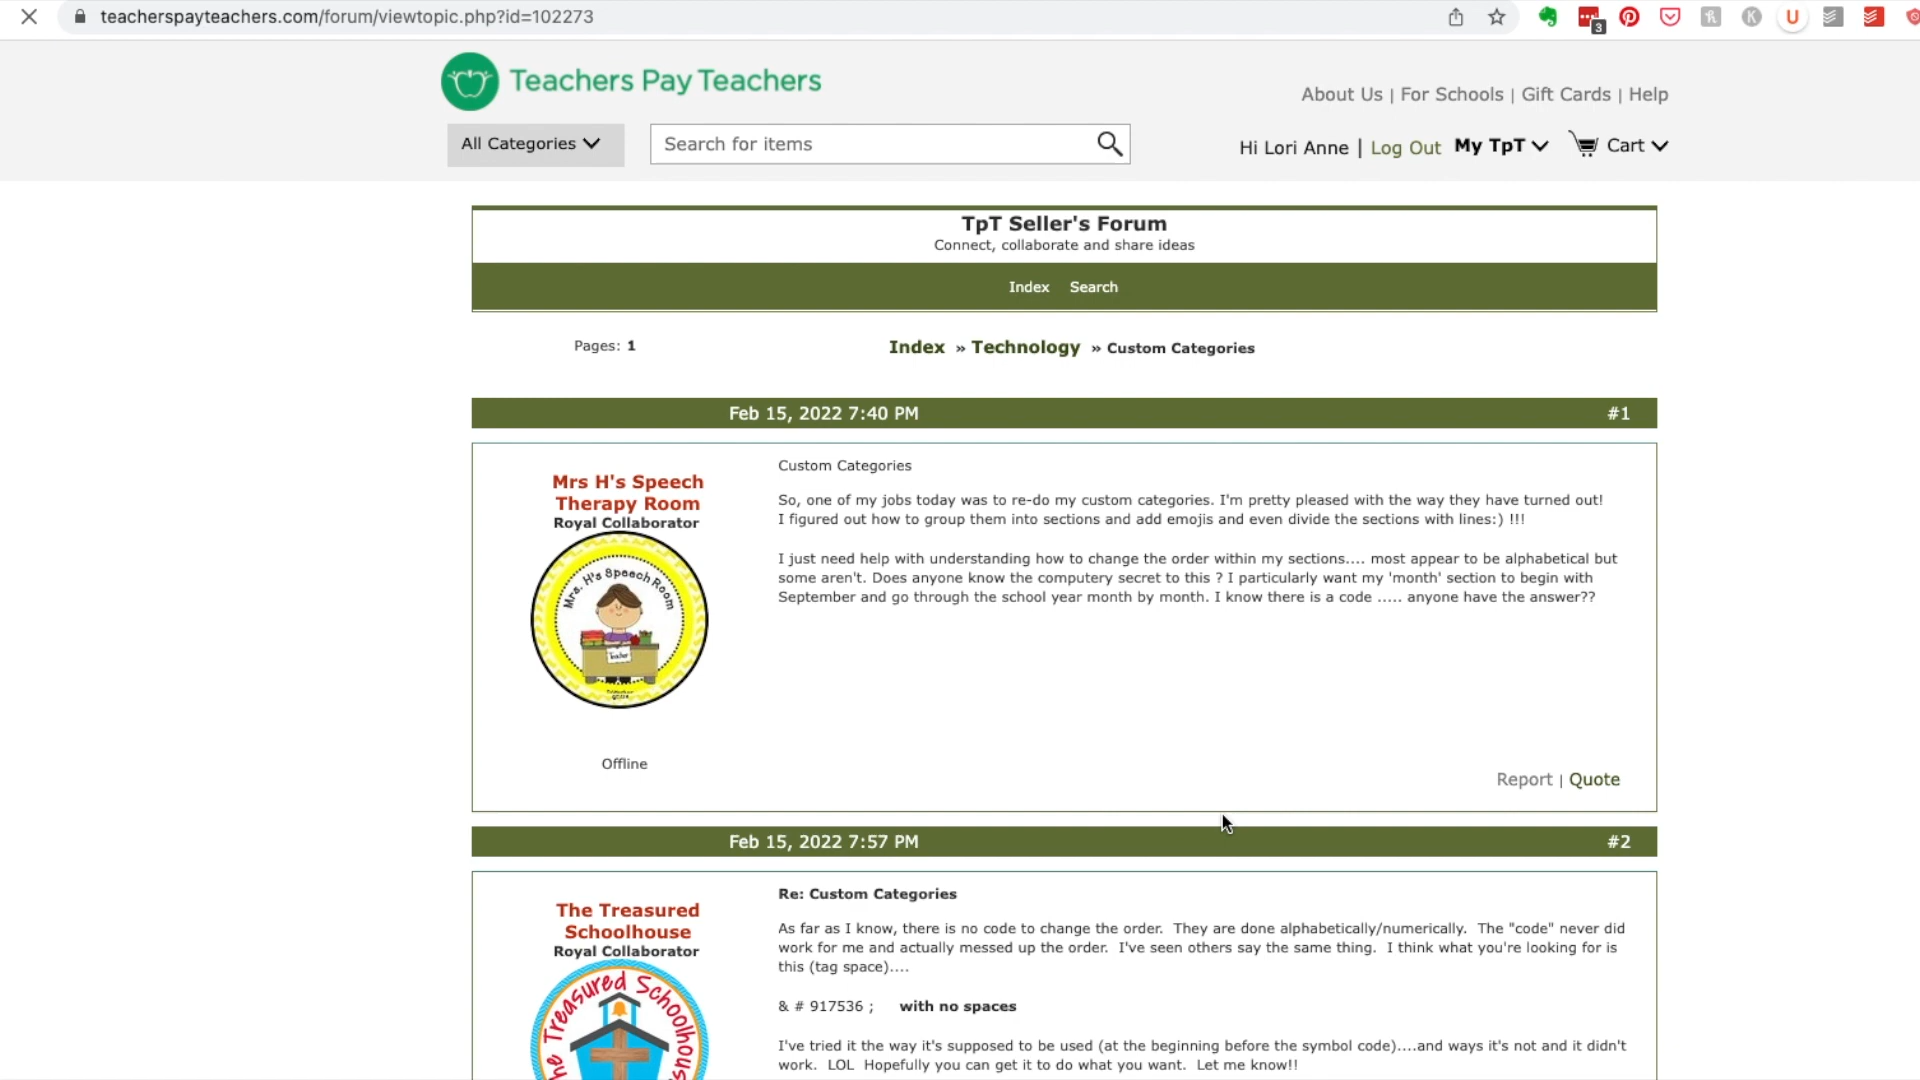 teacherspayteachers.com/forum/viewtopic.php?id=102273
3
K
U
Teachers Pay Teachers
About Us | For Schools | Gift Cards | Help
All Categories
Search for items
Hi Lori Anne | Log Out My TpT Cart
TpT Seller's Forum
Connect, collaborate and share ideas
Index Search
Pages: 1
Index » Technology » Custom Categories
Feb 15, 2022 7:40 PM #1
Mrs H's Speech
Therapy Room
Royal Collaborator
Mrs. H's Speech Room
Teacher
Offline
Custom Categories
So, one of my jobs today was to re-do my custom categories. I'm pretty pleased with the way they have turned out!
I figured out how to group them into sections and add emojis and even divide the sections with lines:) !!!
I just need help with understanding how to change the order within my sections.... most appear to be alphabetical but
some aren't. Does anyone know the computery secret to this ? I particularly want my 'month' section to begin with
September and go through the school year month by month. I know there is a code ..... anyone have the answer??
Report | Quote
Feb 15, 2022 7:57 PM #2
The Treasured
Schoolhouse
Royal Collaborator
The Treasured Schoolhouse
Re: Custom Categories
As far as I know, there is no code to change the order. They are done alphabetically/numerically. The "code" never did
work for me and actually messed up the order. I've seen others say the same thing. I think what you're looking for is
this (tag space)....
& # 917536 ; with no spaces
I've tried it the way it's supposed to be used (at the beginning before the symbol code)....and ways it's not and it didn't
work. LOL Hopefully you can get it to do what you want. Let me know!!